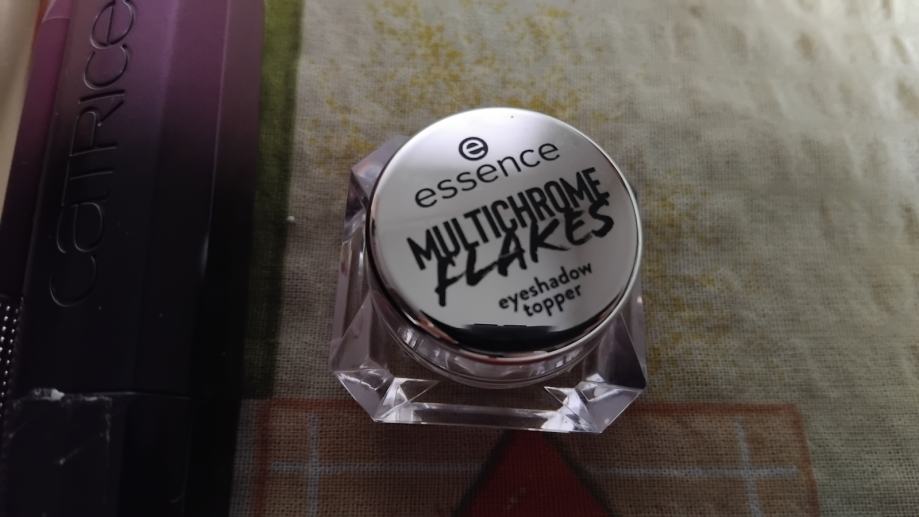 CATRICE
e
essence
MULTICHROME
FLAKES
eyeshadow
topper